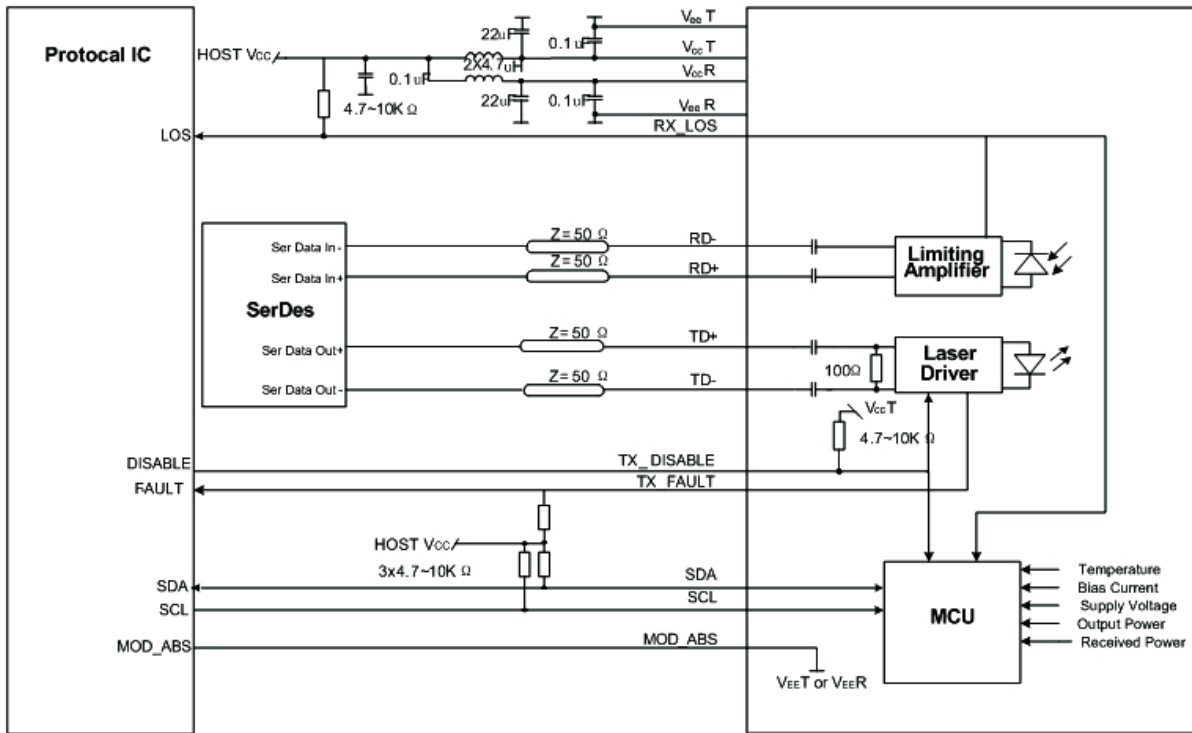 Protocal IC
HOST Vcc
22uF
0.1uF
VeeT
VccT
2X4.7uH
0.1uF
VccR
22uF
0.1uF
VeeR
4.7~10K Ω
LOS
RX_LOS
SerDes
Ser Data In-
Z=50 Ω
RD-
Ser Data In+
Z=50 Ω
RD+
Limiting
Amplifier
Ser Data Out+
Z=50 Ω
TD+
Ser Data Out-
Z=50 Ω
TD-
100Ω
Laser
Driver
VccT
4.7~10K Ω
DISABLE
TX_DISABLE
FAULT
TX_FAULT
HOST Vcc
3x4.7~10K Ω
SDA
SDA
SCL
SCL
MOD_ABS
MOD_ABS
VEET or VEER
MCU
Temperature
Bias Current
Supply Voltage
Output Power
Received Power